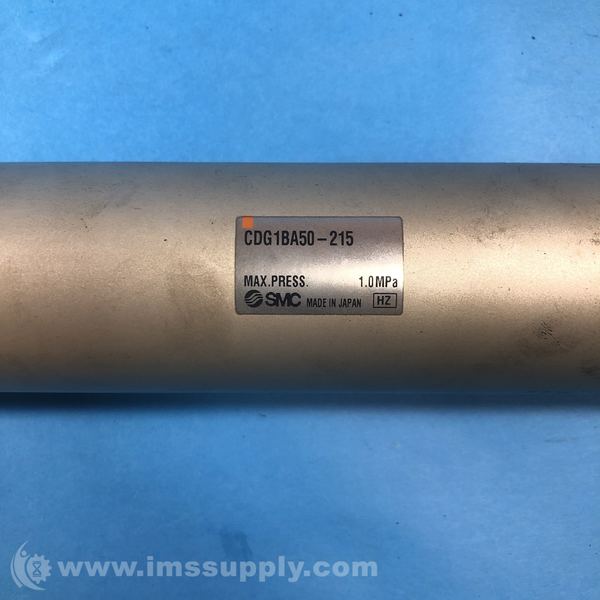 CDG1BA50-215
MAX.PRESS. 1.0MPa
SMC MADE IN JAPAN HZ
www.imssupply.com